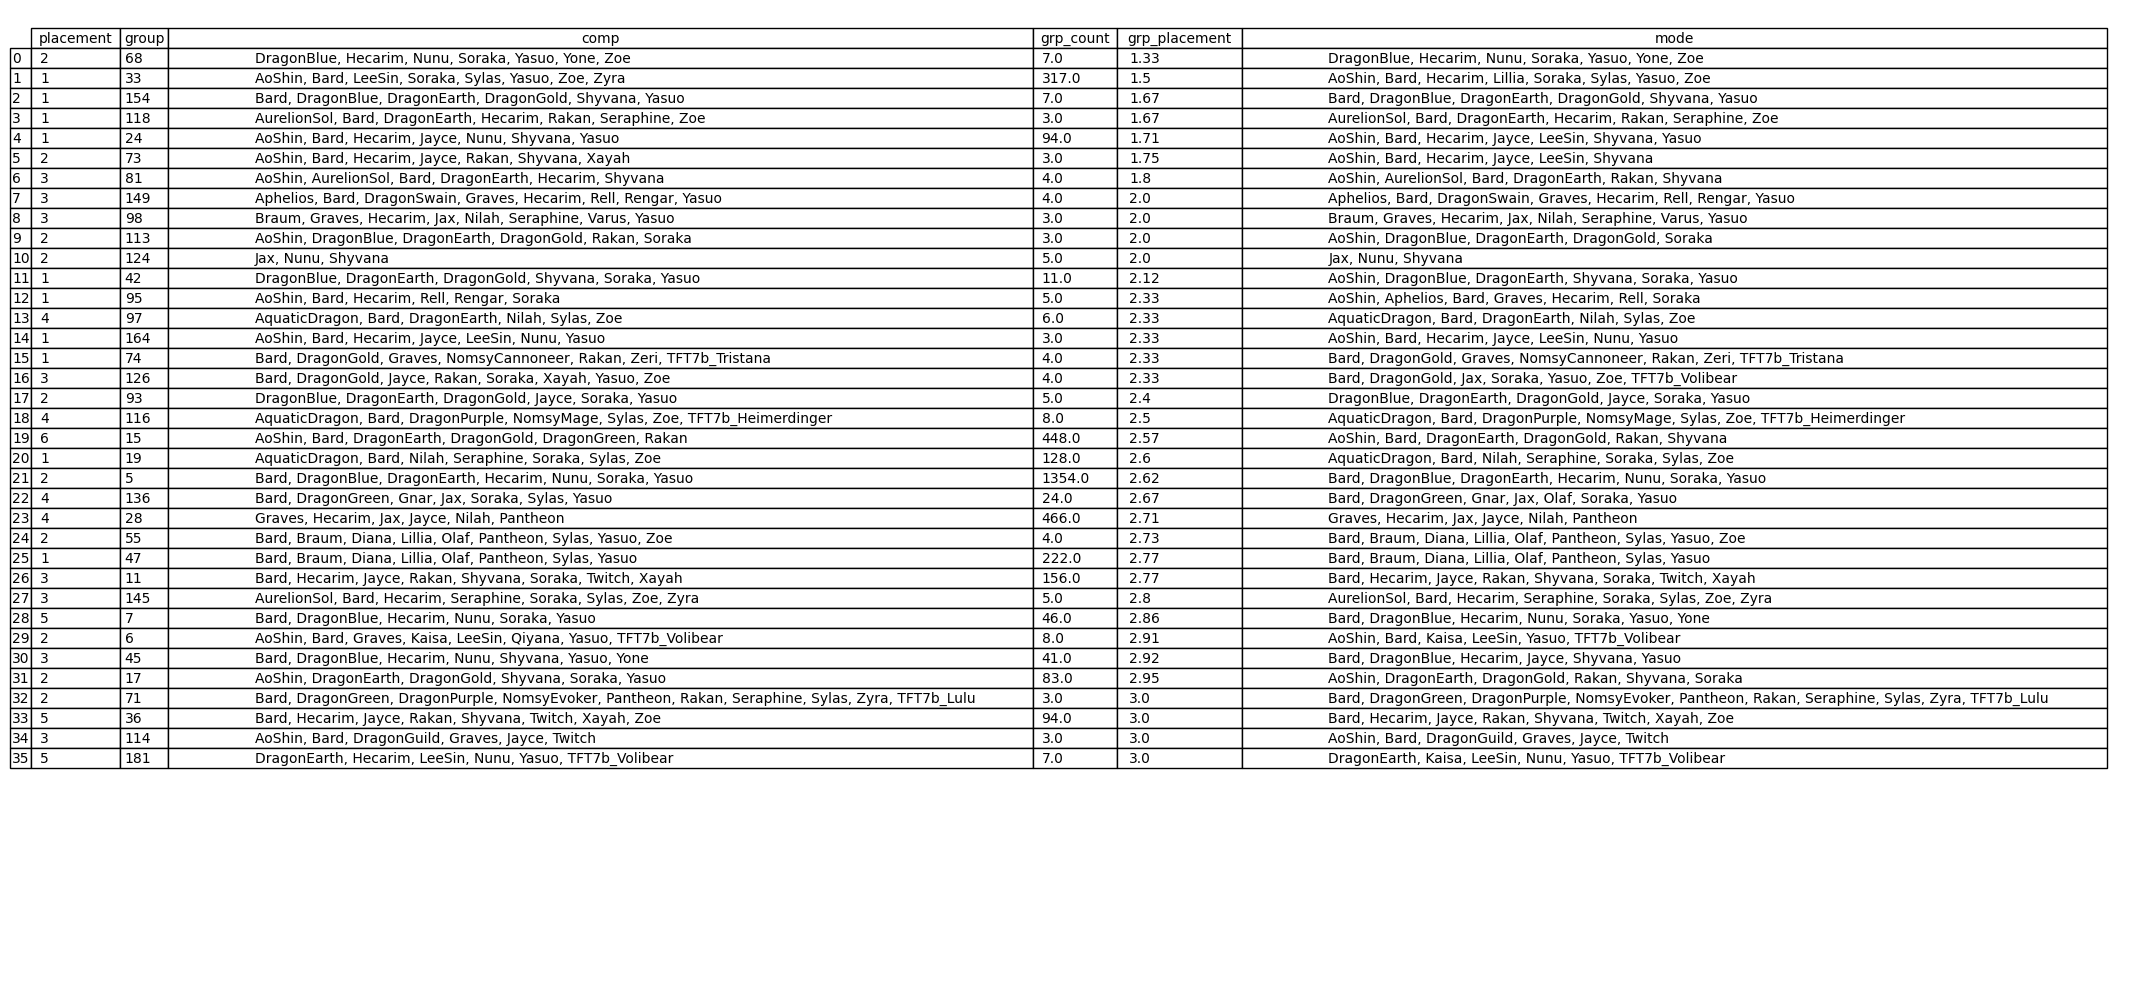 placement group comp grp_count grp_placement mode
0 2 68 DragonBlue, Hecarim, Nunu, Soraka, Yasuo, Yone, Zoe 7.0 1.33 DragonBlue, Hecarim, Nunu, Soraka, Yasuo, Yone, Zoe
1 1 33 AoShin, Bard, LeeSin, Soraka, Sylas, Yasuo, Zoe, Zyra 317.0 1.5 AoShin, Bard, Hecarim, Lillia, Soraka, Sylas, Yasuo, Zoe
2 1 154 Bard, DragonBlue, DragonEarth, DragonGold, Shyvana, Yasuo 7.0 1.67 Bard, DragonBlue, DragonEarth, DragonGold, Shyvana, Yasuo
3 1 118 AurelionSol, Bard, DragonEarth, Hecarim, Rakan, Seraphine, Zoe 3.0 1.67 AurelionSol, Bard, DragonEarth, Hecarim, Rakan, Seraphine, Zoe
4 1 24 AoShin, Bard, Hecarim, Jayce, Nunu, Shyvana, Yasuo 94.0 1.71 AoShin, Bard, Hecarim, Jayce, LeeSin, Shyvana, Yasuo
5 2 73 AoShin, Bard, Hecarim, Jayce, Rakan, Shyvana, Xayah 3.0 1.75 AoShin, Bard, Hecarim, Jayce, LeeSin, Shyvana
6 3 81 AoShin, AurelionSol, Bard, DragonEarth, Hecarim, Shyvana 4.0 1.8 AoShin, AurelionSol, Bard, DragonEarth, Rakan, Shyvana
7 3 149 Aphelios, Bard, DragonSwain, Graves, Hecarim, Rell, Rengar, Yasuo 4.0 2.0 Aphelios, Bard, DragonSwain, Graves, Hecarim, Rell, Rengar, Yasuo
8 3 98 Braum, Graves, Hecarim, Jax, Nilah, Seraphine, Varus, Yasuo 3.0 2.0 Braum, Graves, Hecarim, Jax, Nilah, Seraphine, Varus, Yasuo
9 2 113 AoShin, DragonBlue, DragonEarth, DragonGold, Rakan, Soraka 3.0 2.0 AoShin, DragonBlue, DragonEarth, DragonGold, Soraka
10 2 124 Jax, Nunu, Shyvana 5.0 2.0 Jax, Nunu, Shyvana
11 1 42 DragonBlue, DragonEarth, DragonGold, Shyvana, Soraka, Yasuo 11.0 2.12 AoShin, DragonBlue, DragonEarth, Shyvana, Soraka, Yasuo
12 1 95 AoShin, Bard, Hecarim, Rell, Rengar, Soraka 5.0 2.33 AoShin, Aphelios, Bard, Graves, Hecarim, Rell, Soraka
13 4 97 AquaticDragon, Bard, DragonEarth, Nilah, Sylas, Zoe 6.0 2.33 AquaticDragon, Bard, DragonEarth, Nilah, Sylas, Zoe
14 1 164 AoShin, Bard, Hecarim, Jayce, LeeSin, Nunu, Yasuo 3.0 2.33 AoShin, Bard, Hecarim, Jayce, LeeSin, Nunu, Yasuo
15 1 74 Bard, DragonGold, Graves, NomsyCannoneer, Rakan, Zeri, TFT7b_Tristana 4.0 2.33 Bard, DragonGold, Graves, NomsyCannoneer, Rakan, Zeri, TFT7b_Tristana
16 3 126 Bard, DragonGold, Jayce, Rakan, Soraka, Xayah, Yasuo, Zoe 4.0 2.33 Bard, DragonGold, Jax, Soraka, Yasuo, Zoe, TFT7b_Volibear
17 2 93 DragonBlue, DragonEarth, DragonGold, Jayce, Soraka, Yasuo 5.0 2.4 DragonBlue, DragonEarth, DragonGold, Jayce, Soraka, Yasuo
18 4 116 AquaticDragon, Bard, DragonPurple, NomsyMage, Sylas, Zoe, TFT7b_Heimerdinger 8.0 2.5 AquaticDragon, Bard, DragonPurple, NomsyMage, Sylas, Zoe, TFT7b_Heimerdinger
19 6 15 AoShin, Bard, DragonEarth, DragonGold, DragonGreen, Rakan 448.0 2.57 AoShin, Bard, DragonEarth, DragonGold, Rakan, Shyvana
20 1 19 AquaticDragon, Bard, Nilah, Seraphine, Soraka, Sylas, Zoe 128.0 2.6 AquaticDragon, Bard, Nilah, Seraphine, Soraka, Sylas, Zoe
21 2 5 Bard, DragonBlue, DragonEarth, Hecarim, Nunu, Soraka, Yasuo 1354.0 2.62 Bard, DragonBlue, DragonEarth, Hecarim, Nunu, Soraka, Yasuo
22 4 136 Bard, DragonGreen, Gnar, Jax, Soraka, Sylas, Yasuo 24.0 2.67 Bard, DragonGreen, Gnar, Jax, Olaf, Soraka, Yasuo
23 4 28 Graves, Hecarim, Jax, Jayce, Nilah, Pantheon 466.0 2.71 Graves, Hecarim, Jax, Jayce, Nilah, Pantheon
24 2 55 Bard, Braum, Diana, Lillia, Olaf, Pantheon, Sylas, Yasuo, Zoe 4.0 2.73 Bard, Braum, Diana, Lillia, Olaf, Pantheon, Sylas, Yasuo, Zoe
25 1 47 Bard, Braum, Diana, Lillia, Olaf, Pantheon, Sylas, Yasuo 222.0 2.77 Bard, Braum, Diana, Lillia, Olaf, Pantheon, Sylas, Yasuo
26 3 11 Bard, Hecarim, Jayce, Rakan, Shyvana, Soraka, Twitch, Xayah 156.0 2.77 Bard, Hecarim, Jayce, Rakan, Shyvana, Soraka, Twitch, Xayah
27 3 145 AurelionSol, Bard, Hecarim, Seraphine, Soraka, Sylas, Zoe, Zyra 5.0 2.8 AurelionSol, Bard, Hecarim, Seraphine, Soraka, Sylas, Zoe, Zyra
28 5 7 Bard, DragonBlue, Hecarim, Nunu, Soraka, Yasuo 46.0 2.86 Bard, DragonBlue, Hecarim, Nunu, Soraka, Yasuo, Yone
29 2 6 AoShin, Bard, Graves, Kaisa, LeeSin, Qiyana, Yasuo, TFT7b_Volibear 8.0 2.91 AoShin, Bard, Kaisa, LeeSin, Yasuo, TFT7b_Volibear
30 3 45 Bard, DragonBlue, Hecarim, Nunu, Shyvana, Yasuo, Yone 41.0 2.92 Bard, DragonBlue, Hecarim, Jayce, Shyvana, Yasuo
31 2 17 AoShin, DragonEarth, DragonGold, Shyvana, Soraka, Yasuo 83.0 2.95 AoShin, DragonEarth, DragonGold, Rakan, Shyvana, Soraka
32 2 71 Bard, DragonGreen, DragonPurple, NomsyEvoker, Pantheon, Rakan, Seraphine, Sylas, Zyra, TFT7b_Lulu 3.0 3.0 Bard, DragonGreen, DragonPurple, NomsyEvoker, Pantheon, Rakan, Seraphine, Sylas, Zyra, TFT7b_Lulu
33 5 36 Bard, Hecarim, Jayce, Rakan, Shyvana, Twitch, Xayah, Zoe 94.0 3.0 Bard, Hecarim, Jayce, Rakan, Shyvana, Twitch, Xayah, Zoe
34 3 114 AoShin, Bard, DragonGuild, Graves, Jayce, Twitch 3.0 3.0 AoShin, Bard, DragonGuild, Graves, Jayce, Twitch
35 5 181 DragonEarth, Hecarim, LeeSin, Nunu, Yasuo, TFT7b_Volibear 7.0 3.0 DragonEarth, Kaisa, LeeSin, Nunu, Yasuo, TFT7b_Volibear